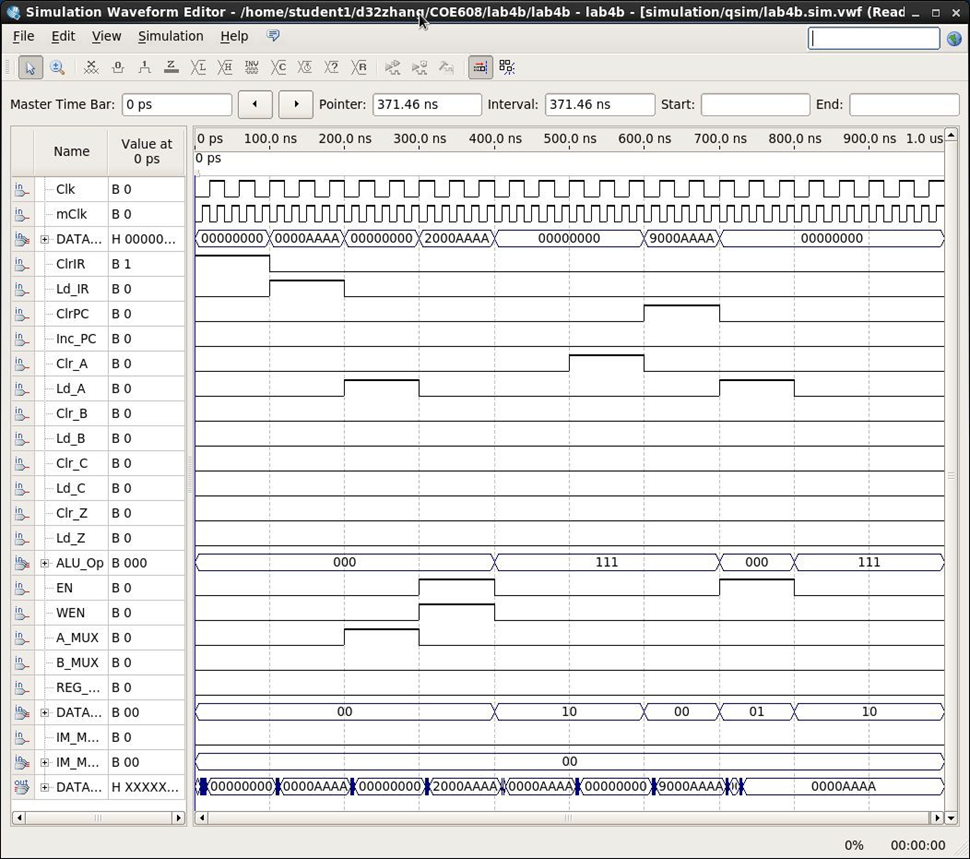 Simulation Waveform Editor - /home/student1/d32zhang/COE608/lab4b/lab4b - lab4b - [simulation/qsim/lab4b.sim.vwf (Reac
File Edit View Simulation Help
Master Time Bar: 0 ps Pointer: 371.46 ns Interval: 371.46 ns Start: End:
Name Value at 0 ps 0 ps 100.0 ns 200.0 ns 300.0 ns 400.0 ns 500.0 ns 600.0 ns 700.0 ns 800.0 ns 900.0 ns 1.0 us
0 ps
Clk B 0
mClk B 0
DATA... H 00000... 00000000 0000AAAA 00000000 2000AAAA 00000000 9000AAAA 00000000
ClrIR B 1
Ld_IR B 0
ClrPC B 0
Inc_PC B 0
Clr_A B 0
Ld_A B 0
Clr_B B 0
Ld_B B 0
Clr_C B 0
Ld_C B 0
Clr_Z B 0
Ld_Z B 0
ALU_Op B 000 000 111 000 111
EN B 0
WEN B 0
A_MUX B 0
B_MUX B 0
REG_... B 0
DATA... B 00 00 10 00 01 10
IM_M... B 0
IM_M... B 00 00
DATA... H XXXXX... 00000000 0000AAAA 00000000 2000AAAA 0000AAAA 00000000 9000AAAA 0000AAAA
0% 00:00:00